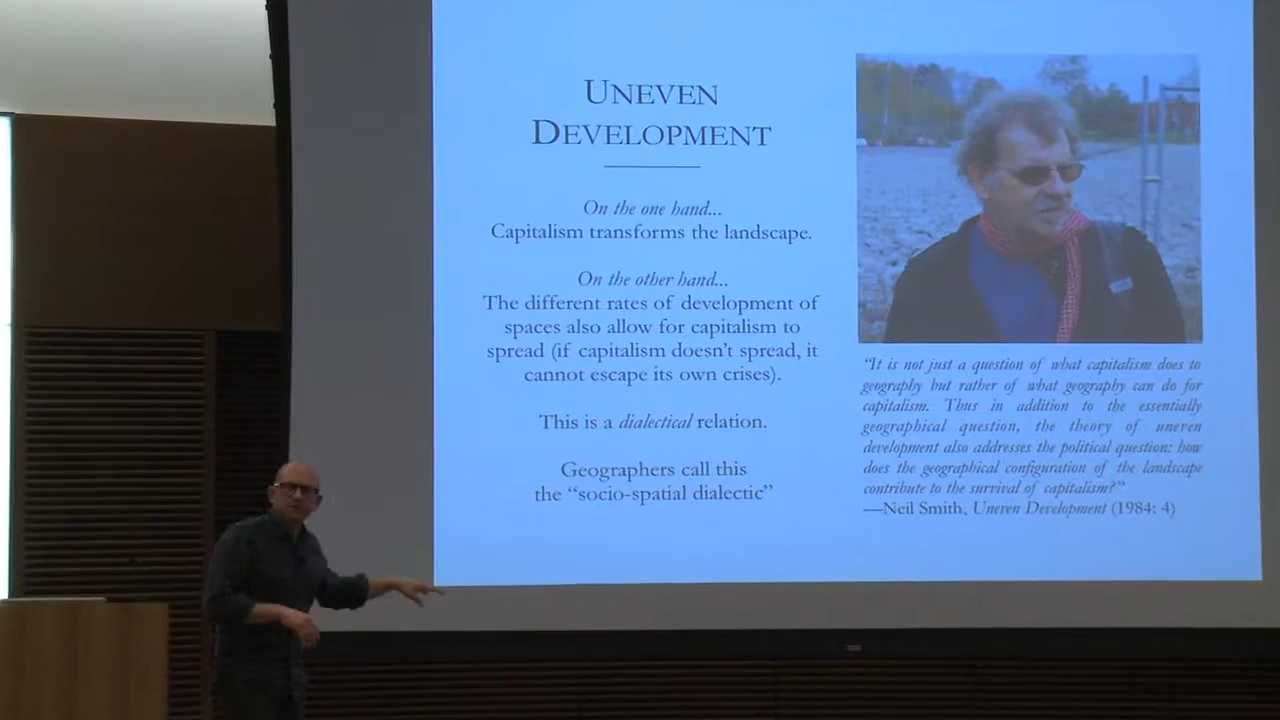 UNEVEN
DEVELOPMENT
On the one hand...
Capitalism transforms the landscape.
On the other hand...
The different rates of development of
spaces also allow for capitalism to
spread (if capitalism doesn't spread, it
cannot escape its own crises).
This is a dialectical relation.
Geographers call this
the “socio-spatial dialectic”
“It is not just a question of what capitalism does to
geography but rather of what geography can do for
capitalism. Thus in addition to the essentially
geographical question, the theory of uneven
development also addresses the political question: how
does the geographical configuration of the landscape
contribute to the survival of capitalism?”
—Neil Smith, Uneven Development (1984: 4)